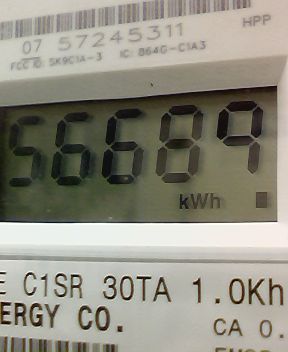 HPP
07 57245311
FCC ID: SK9C1A-3 IC: 864G-C1A3
56689
kWh
C1SR 30TA 1.0Kh
ERGY CO.
CA 0.